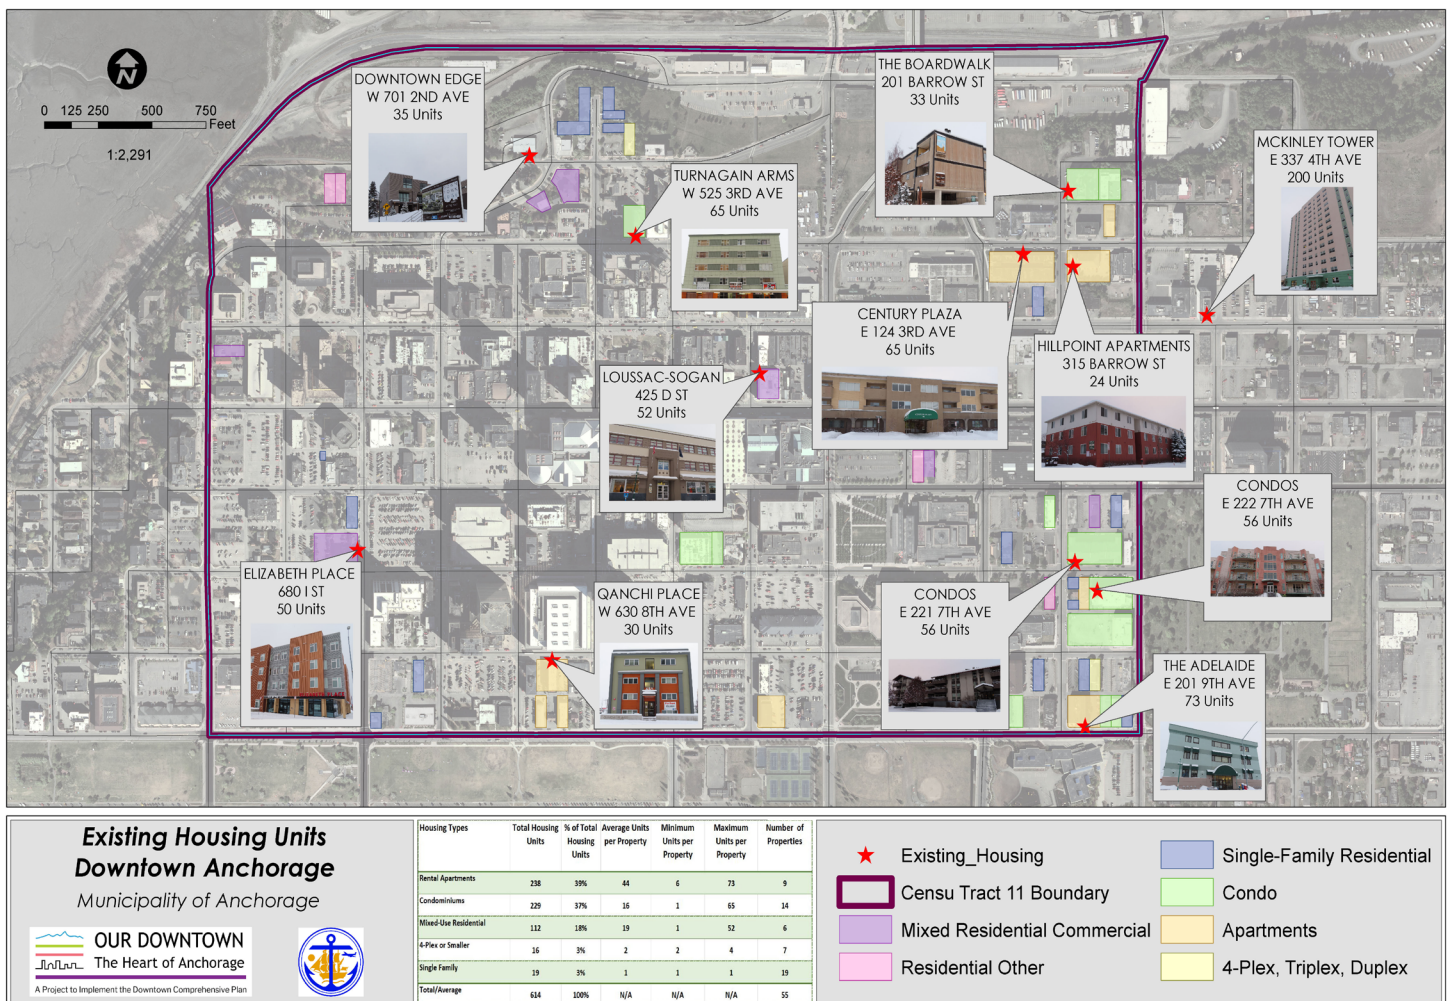 N
0 125 250 500 750
Feet
1:2,291
DOWNTOWN EDGE
W 701 2ND AVE
35 Units
TURNAGAIN ARMS
W 525 3RD AVE
65 Units
THE BOARDWALK
201 BARROW ST
33 Units
MCKINLEY TOWER
E 337 4TH AVE
200 Units
CENTURY PLAZA
E 124 3RD AVE
65 Units
HILLPOINT APARTMENTS
315 BARROW ST
24 Units
LOUSSAC-SOGAN
425 D ST
52 Units
CONDOS
E 222 7TH AVE
56 Units
ELIZABETH PLACE
680 I ST
50 Units
QANCHI PLACE
W 630 8TH AVE
30 Units
CONDOS
E 221 7TH AVE
56 Units
THE ADELAIDE
E 201 9TH AVE
73 Units
Existing Housing Units
Downtown Anchorage
Municipality of Anchorage
OUR DOWNTOWN
The Heart of Anchorage
A Project to Implement the Downtown Comprehensive Plan
Housing Types Total Housing Units % of Total Housing Units Average Units per Property Minimum Units per Property Maximum Units per Property Number of Properties
Rental Apartments 238 39% 44 6 73 9
Condominiums 229 37% 16 1 65 14
Mixed-Use Residential 112 18% 19 1 52 6
4-Plex or Smaller 16 3% 2 2 4 7
Single Family 19 3% 1 1 1 19
Total/Average 614 100% N/A N/A N/A 55
Existing_Housing
Censu Tract 11 Boundary
Mixed Residential Commercial
Residential Other
Single-Family Residential
Condo
Apartments
4-Plex, Triplex, Duplex